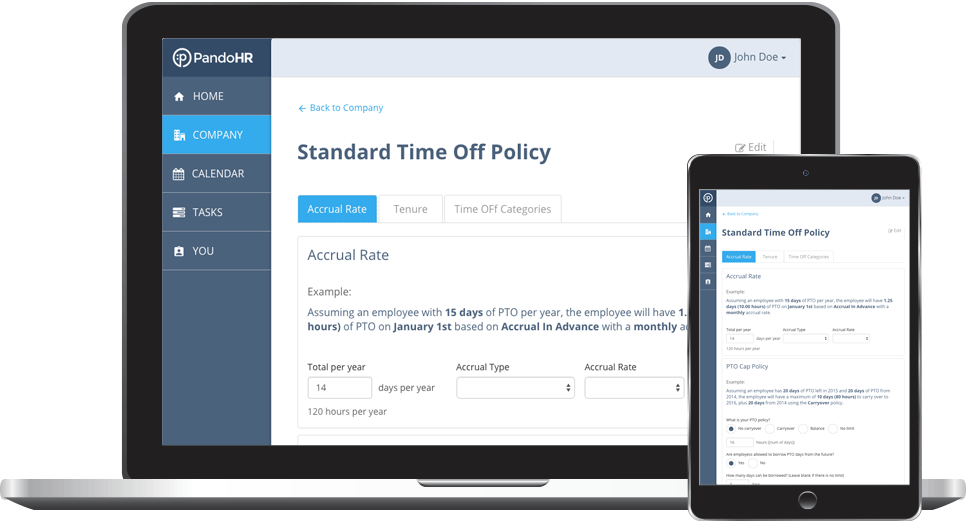 PandoHR
JD John Doe
HOME
COMPANY
CALENDAR
TASKS
YOU
← Back to Company
Standard Time Off Policy
Edit
Accrual Rate Tenure Time OFf Categories
Accrual Rate
Example:
Assuming an employee with 15 days of PTO per year, the employee will have 1.
hours) of PTO on January 1st based on Accrual In Advance with a monthly ac
Total per year Accrual Type Accrual Rate
14 days per year
120 hours per year
JD John Doe
← Back to Company
Standard Time Off Policy
Edit
Accrual Rate Tenure Time Off Categories
Accrual Rate
Example:
Assuming an employee with 15 days of PTO per year, the employee will have 1.25
days (10.00 hours) of PTO on January 1st based on Accrual In Advance with a
monthly accrual rate.
Total per year Accrual Type Accrual Rate
14 days per year
120 hours per year
PTO Cap Policy
Example:
Assuming an employee has 20 days of PTO left in 2015 and 20 days of PTO from
2014, the employee will have a maximum of 10 days (80 hours) to carry over to
2016, plus 20 days from 2014 using the Carryover policy.
What is your PTO policy?
No carryover Carryover Balance No limit
hours (num of days)
Are employees allowed to borrow PTO days from the future?
Yes No
How many days can be borrowed? (Leave blank if there is no limit)